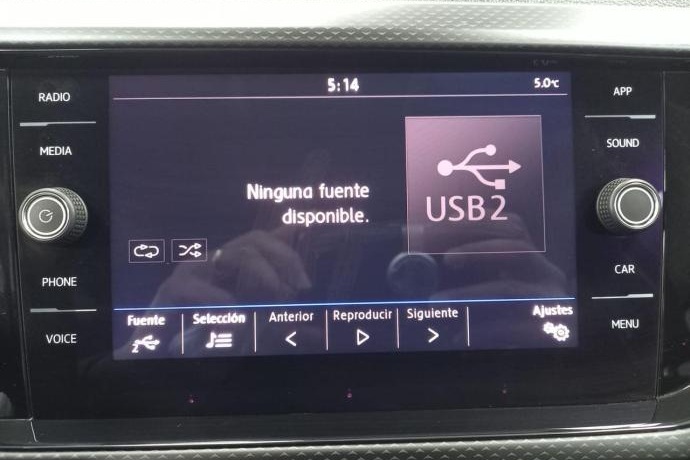 5:14
5.0°C
RADIO
MEDIA
PHONE
VOICE
APP
SOUND
CAR
MENU
Ninguna fuente
disponible.
USB2
Fuente
2
Selección
Anterior
Reproducir
Siguiente
Ajustes